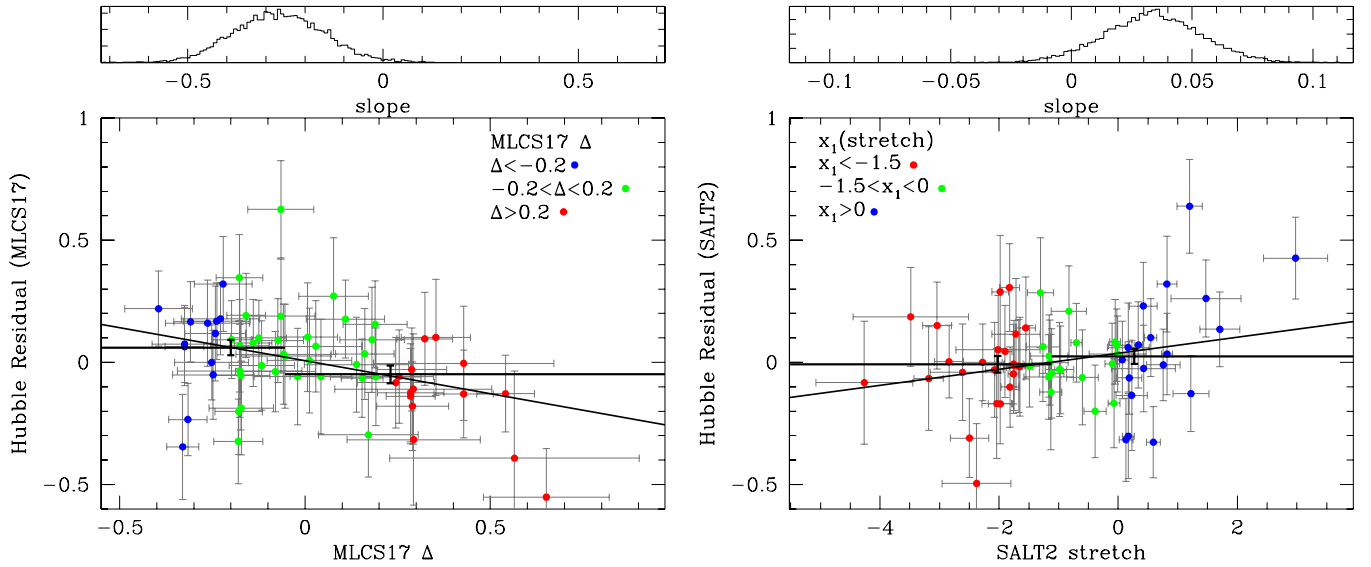 −0.5 0 0.5
slope
1
0.5
0
−0.5
Hubble Residual (MLCS17)
MLCS17 Δ
Δ<−0.2
−0.2<Δ<0.2
Δ>0.2
−0.5 0 0.5
MLCS17 Δ
−0.1 −0.05 0 0.05 0.1
slope
1
0.5
0
−0.5
Hubble Residual (SALT2)
x₁(stretch)
x₁<−1.5
−1.5<x₁<0
x₁>0
−4 −2 0 2
SALT2 stretch